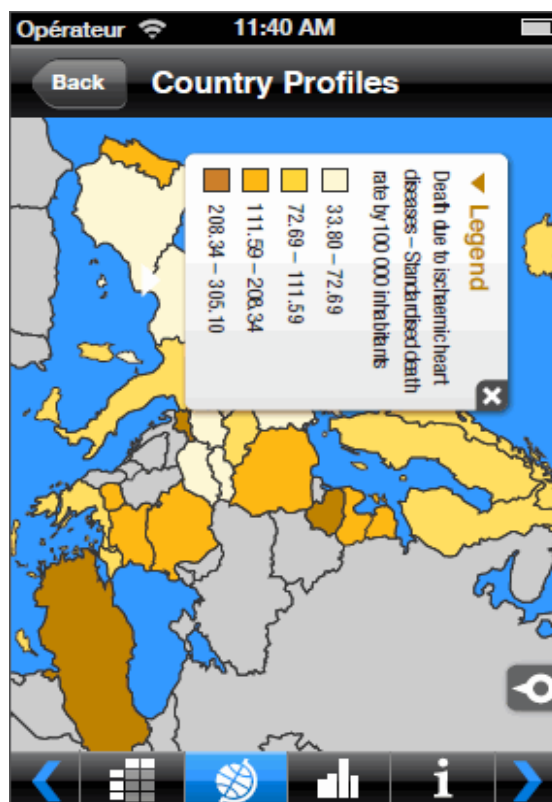 Opérateur 11:40 AM
Back Country Profiles
Legend
Death due to ischaemic heart
diseases – Standardised death
rate by 100 000 inhabitants
33.80 – 72.69
72.69 – 111.59
111.59 – 208.34
208.34 – 305.10